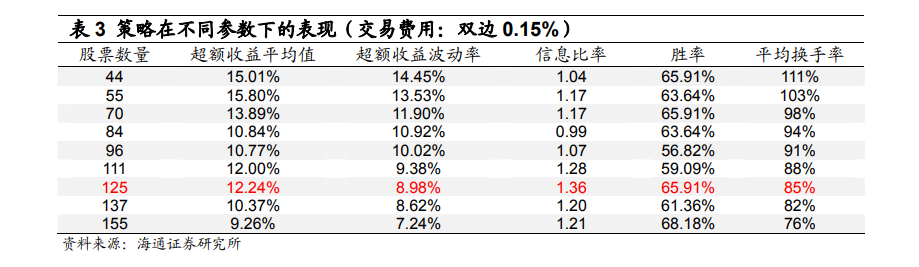 表 3 策略在不同参数下的表现（交易费用：双边 0.15%）
股票数量 超额收益平均值 超额收益波动率 信息比率 胜率 平均换手率
44 15.01% 14.45% 1.04 65.91% 111%
55 15.80% 13.53% 1.17 63.64% 103%
70 13.89% 11.90% 1.17 65.91% 98%
84 10.84% 10.92% 0.99 63.64% 94%
96 10.77% 10.02% 1.07 56.82% 91%
111 12.00% 9.38% 1.28 59.09% 88%
125 12.24% 8.98% 1.36 65.91% 85%
137 10.37% 8.62% 1.20 61.36% 82%
155 9.26% 7.24% 1.21 68.18% 76%
资料来源：海通证券研究所